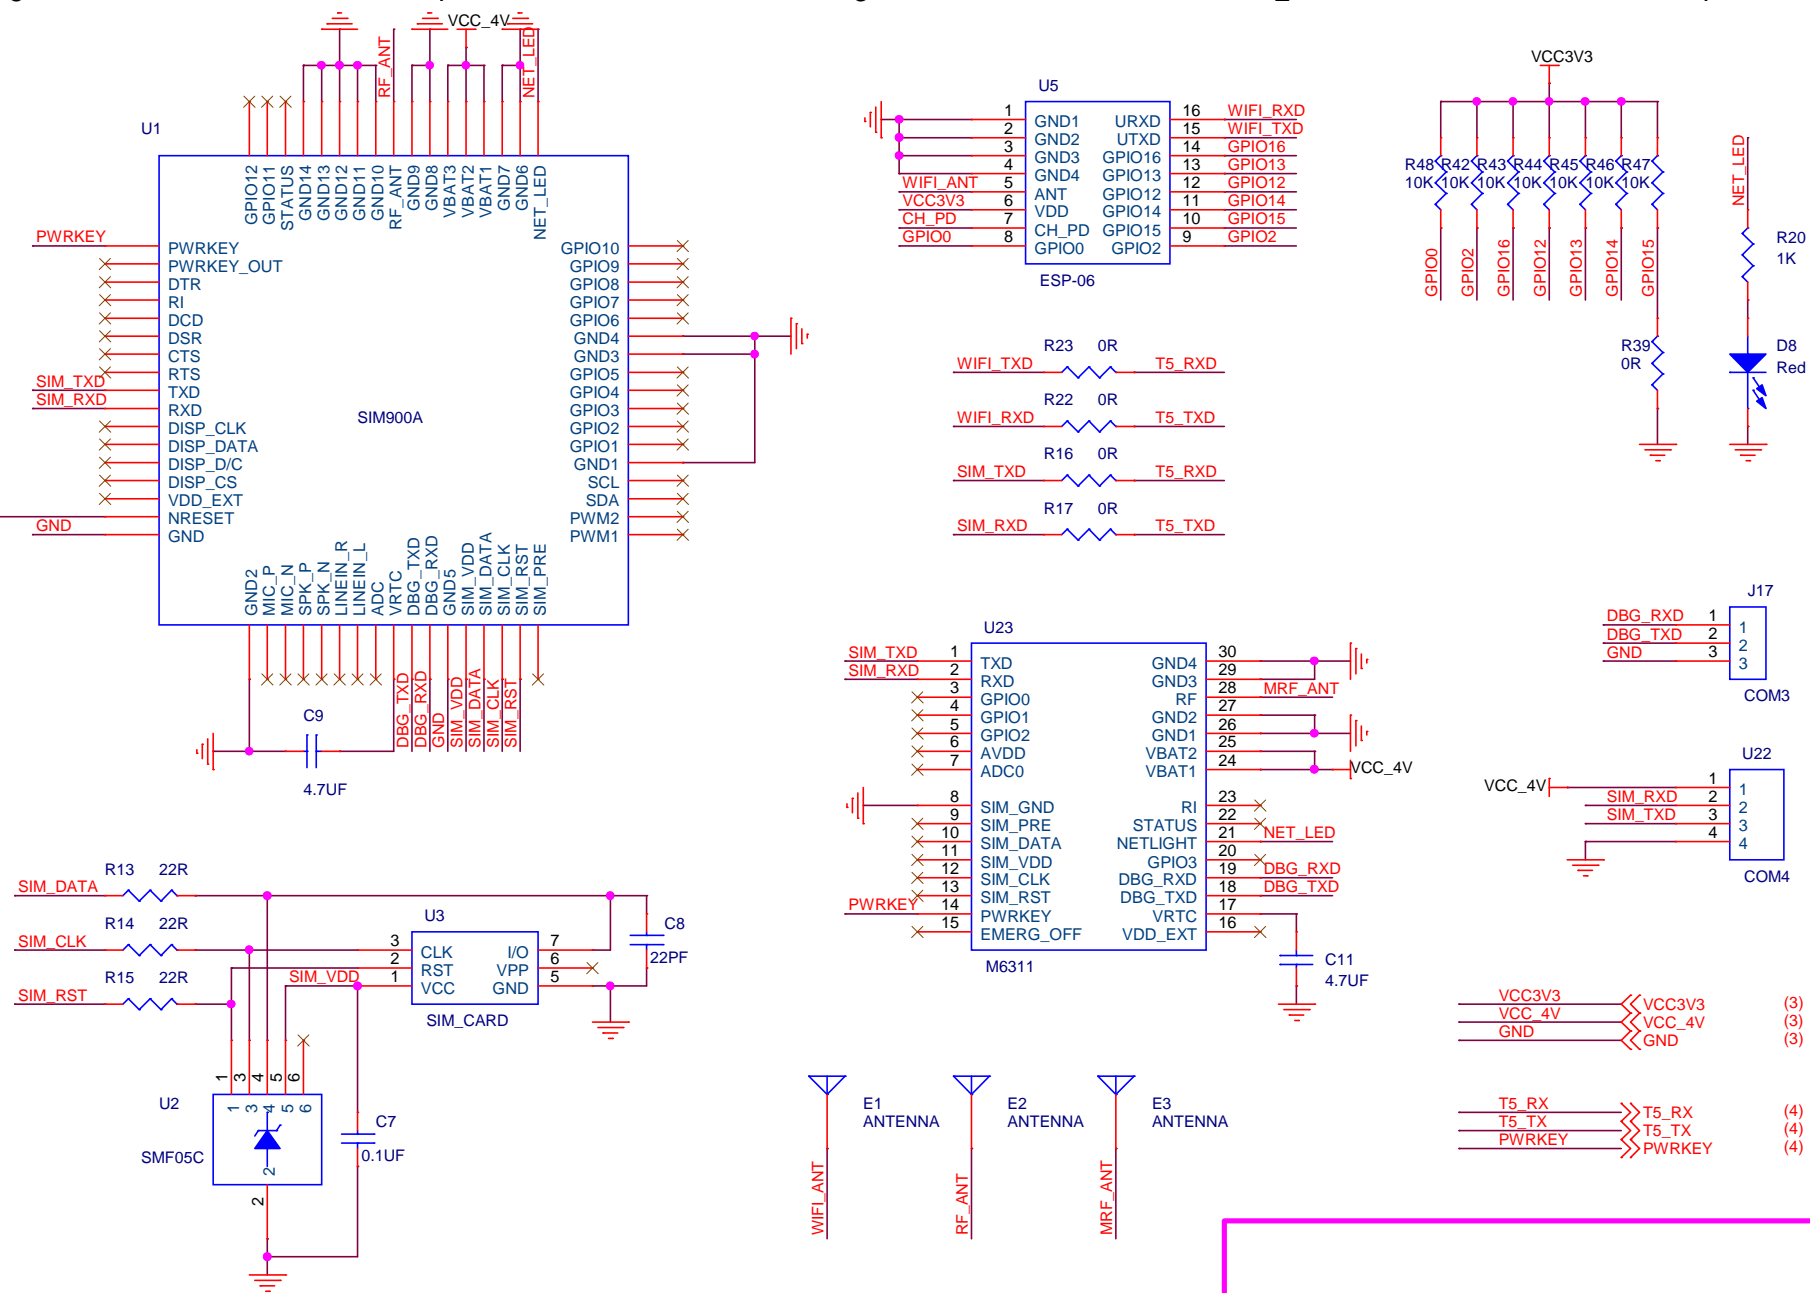 VCC_4V
RF_ANT
NET_LED
U1
GPIO12
GPIO11
STATUS
GND14
GND13
GND12
GND11
GND10
RF_ANT
GND9
GND8
VBAT3
VBAT2
VBAT1
GND7
GND6
NET_LED
PWRKEY
PWRKEY
PWRKEY_OUT
DTR
RI
DCD
DSR
CTS
RTS
SIM_TXD
TXD
SIM_RXD
RXD
DISP_CLK
DISP_DATA
DISP_D/C
DISP_CS
VDD_EXT
NRESET
GND
GND
SIM900A
GPIO10
GPIO9
GPIO8
GPIO7
GPIO6
GND4
GND3
GPIO5
GPIO4
GPIO3
GPIO2
GPIO1
GND1
SCL
SDA
PWM2
PWM1
GND2
MIC_P
MIC_N
SPK_P
SPK_N
LINEIN_R
LINEIN_L
ADC
VRTC
DBG_TXD
DBG_RXD
GND5
SIM_VDD
SIM_DATA
SIM_CLK
SIM_RST
SIM_PRE
DBG_TXD
DBG_RXD
GND
SIM_VDD
SIM_DATA
SIM_CLK
SIM_RST
C9
4.7UF
U5
1 GND1 URXD 16 WIFI_RXD
2 GND2 UTXD 15 WIFI_TXD
3 GND3 GPIO16 14 GPIO16
4 GND4 GPIO13 13 GPIO13
WIFI_ANT 5 ANT GPIO12 12 GPIO12
VCC3V3 6 VDD GPIO14 11 GPIO14
CH_PD 7 CH_PD GPIO15 10 GPIO15
GPIO0 8 GPIO0 GPIO2 9 GPIO2
ESP-06
VCC3V3
R48 R42 R43 R44 R45 R46 R47
10K 10K 10K 10K 10K 10K 10K
GPIO0
GPIO2
GPIO16
GPIO12
GPIO13
GPIO14
GPIO15
R39
0R
NET_LED
R20
1K
D8
Red
R23 0R
WIFI_TXD T5_RXD
R22 0R
WIFI_RXD T5_TXD
R16 0R
SIM_TXD T5_RXD
R17 0R
SIM_RXD T5_TXD
U23
SIM_TXD 1 TXD GND4 30
SIM_RXD 2 RXD GND3 29
3 GPIO0 RF 28 MRF_ANT
4 GPIO1 GND2 27
5 GPIO2 GND1 26
6 AVDD VBAT2 25
7 ADC0 VBAT1 24 VCC_4V
8 SIM_GND RI 23
9 SIM_PRE STATUS 22
10 SIM_DATA NETLIGHT 21 NET_LED
11 SIM_VDD GPIO3 20
12 SIM_CLK DBG_RXD 19 DBG_RXD
13 SIM_RST DBG_TXD 18 DBG_TXD
PWRKEY 14 PWRKEY VRTC 17
15 EMERG_OFF VDD_EXT 16
M6311
C11
4.7UF
J17
DBG_RXD 1 1
DBG_TXD 2 2
GND 3 3
COM3
U22
VCC_4V 1 1
SIM_RXD 2 2
SIM_TXD 3 3
4 4
COM4
R13 22R
SIM_DATA
R14 22R
SIM_CLK
R15 22R
SIM_RST
U3
3 CLK I/O 7
2 RST VPP 6
SIM_VDD 1 VCC GND 5
SIM_CARD
C8
22PF
1 3 4 5 6
U2
1 3 4 5 6
SMF05C
2
2
C7
0.1UF
E1
ANTENNA
WIFI_ANT
E2
ANTENNA
RF_ANT
E3
ANTENNA
MRF_ANT
VCC3V3 VCC3V3 (3)
VCC_4V VCC_4V (3)
GND GND (3)
T5_RX T5_RX (4)
T5_TX T5_TX (4)
PWRKEY PWRKEY (4)